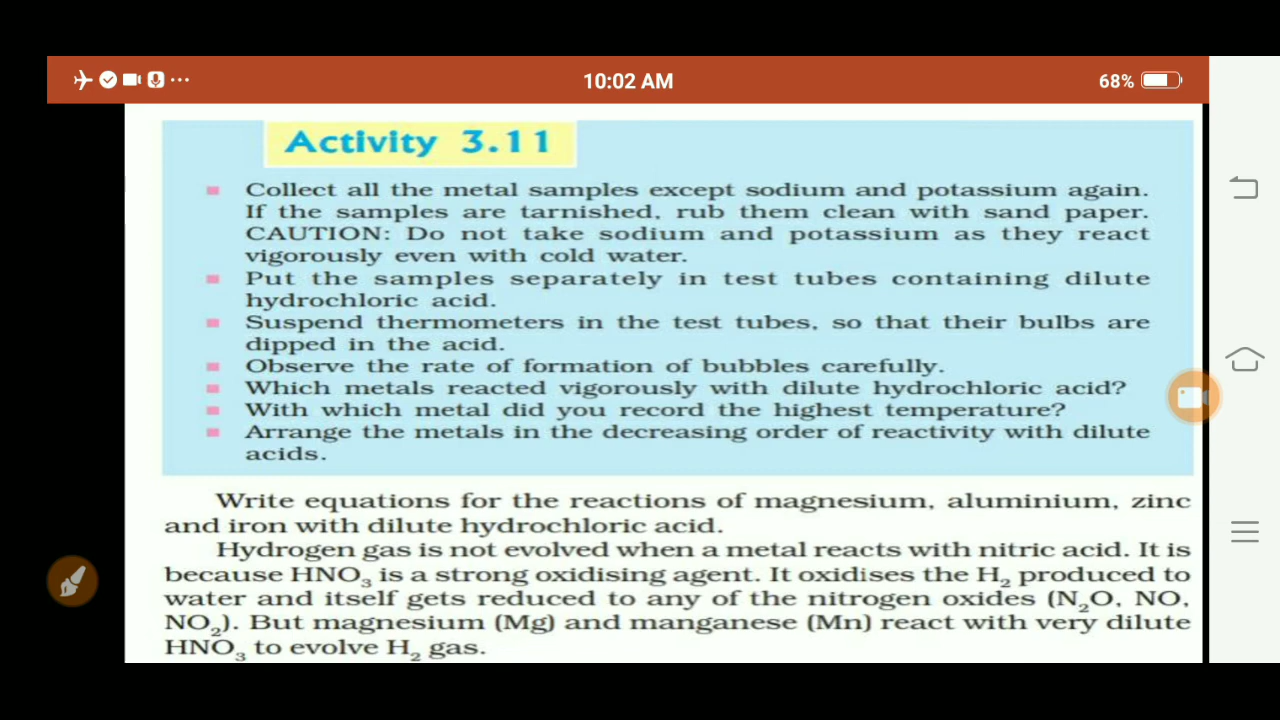 10:02 AM
68%
Activity 3.11
Collect all the metal samples except sodium and potassium again.
If the samples are tarnished, rub them clean with sand paper.
CAUTION: Do not take sodium and potassium as they react
vigorously even with cold water.
Put the samples separately in test tubes containing dilute
hydrochloric acid.
Suspend thermometers in the test tubes, so that their bulbs are
dipped in the acid.
Observe the rate of formation of bubbles carefully.
Which metals reacted vigorously with dilute hydrochloric acid?
With which metal did you record the highest temperature?
Arrange the metals in the decreasing order of reactivity with dilute
acids.
Write equations for the reactions of magnesium, aluminium, zinc
and iron with dilute hydrochloric acid.
Hydrogen gas is not evolved when a metal reacts with nitric acid. It is
because HNO₃ is a strong oxidising agent. It oxidises the H₂ produced to
water and itself gets reduced to any of the nitrogen oxides (N₂O, NO,
NO₂). But magnesium (Mg) and manganese (Mn) react with very dilute
HNO₃ to evolve H₂ gas.